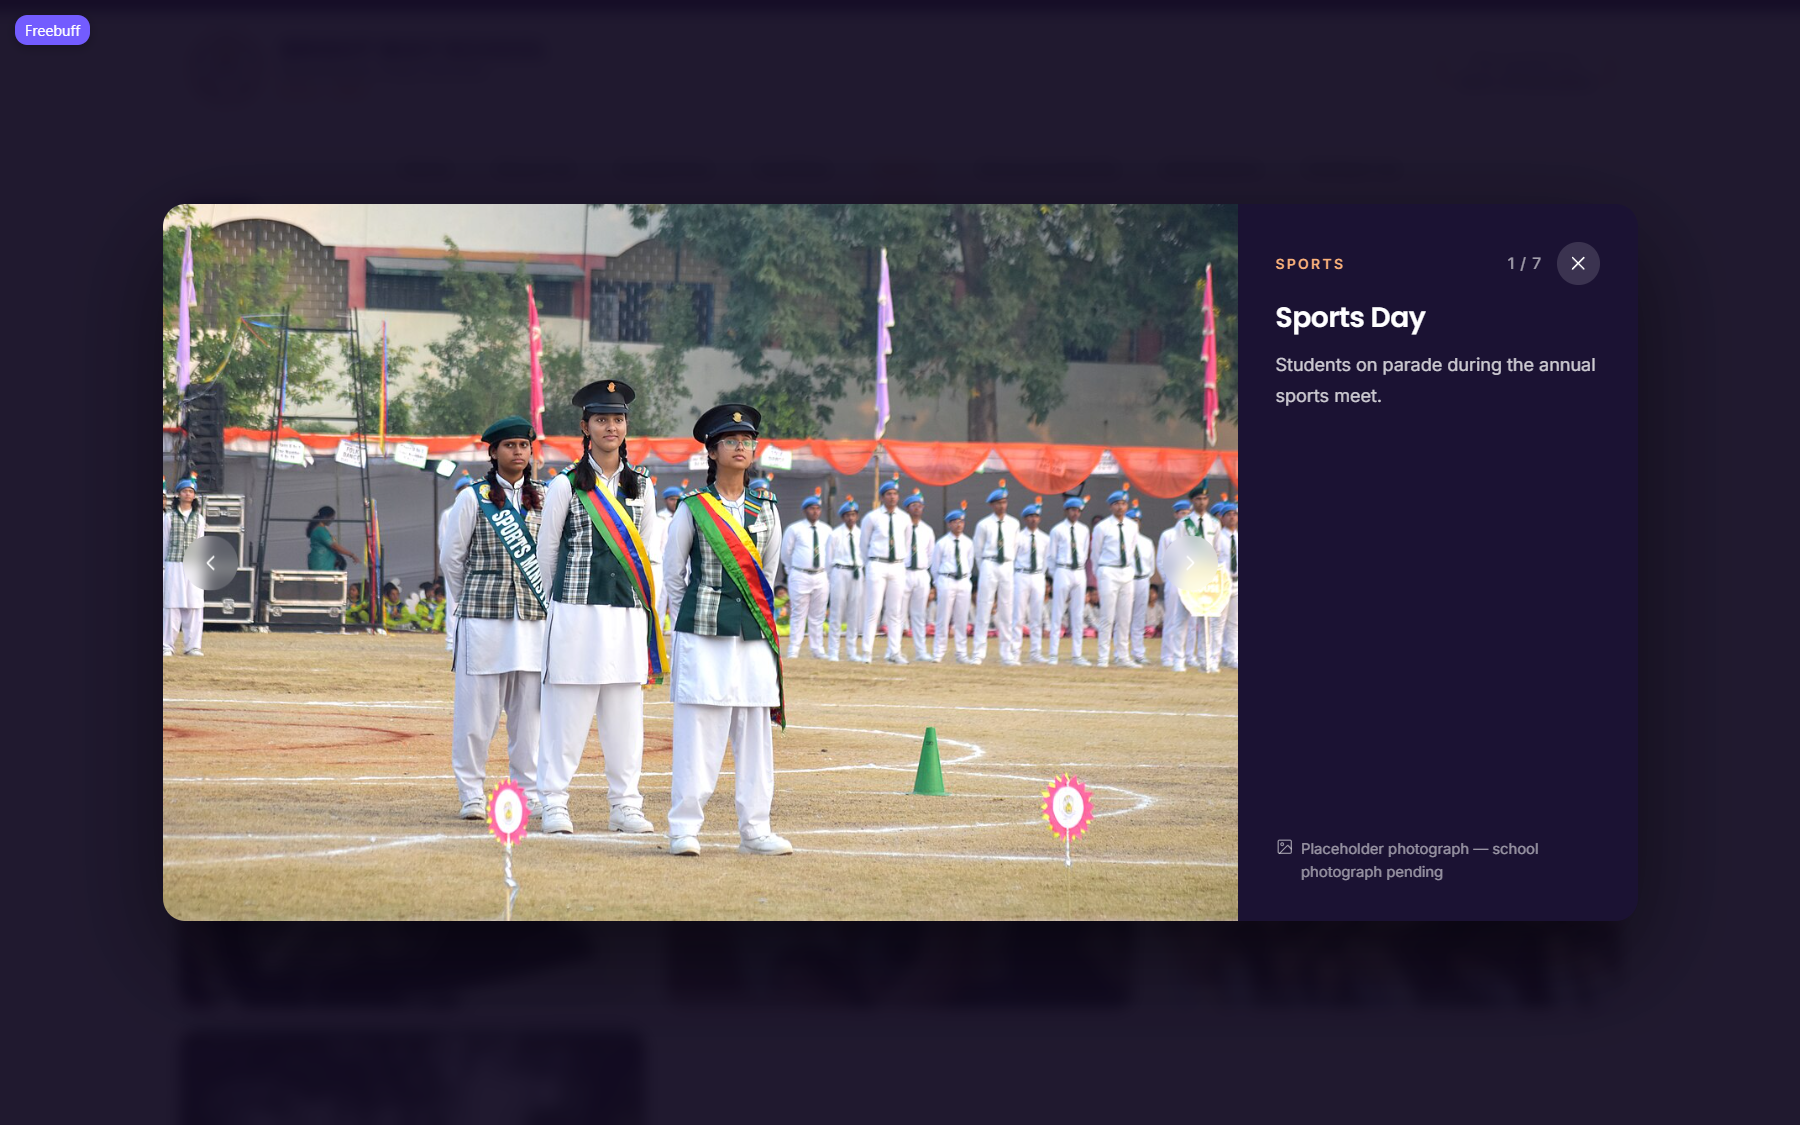 Freebuff
SPORTS
1 / 7
Sports Day
Students on parade during the annual
sports meet.
SPORTS MINIST
Placeholder photograph — school
photograph pending